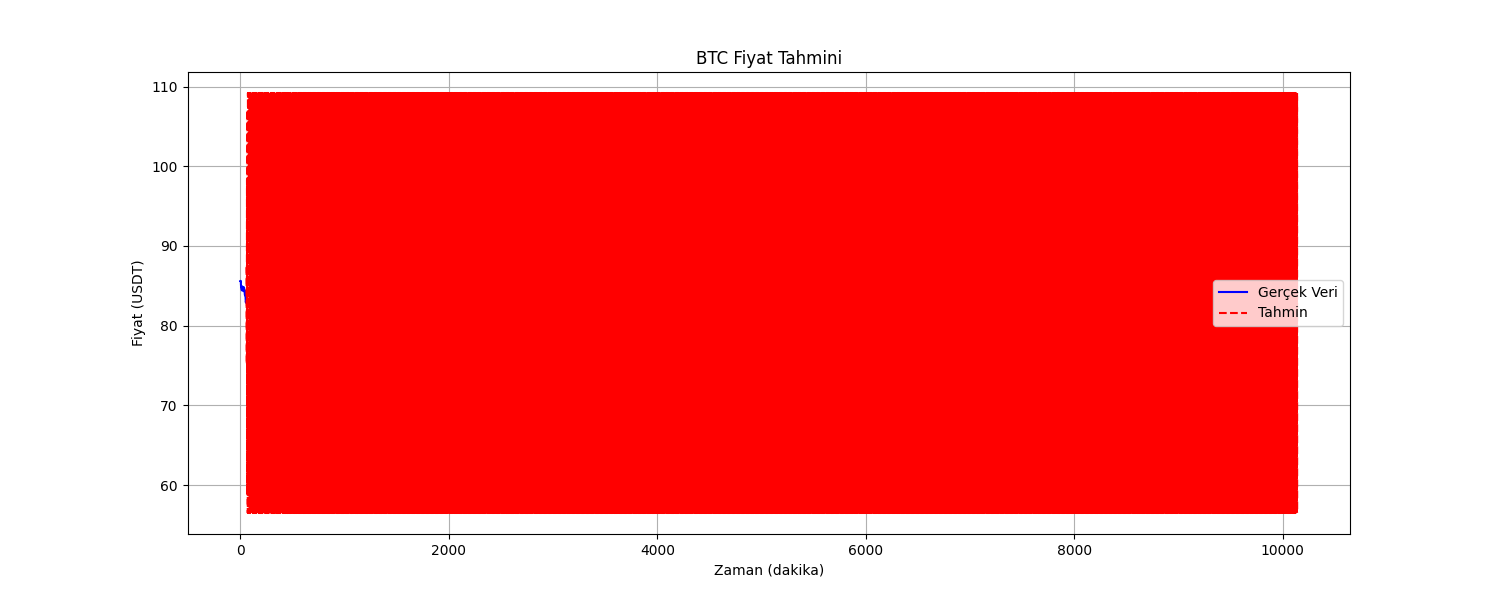 BTC Fiyat Tahmini
Fiyat (USDT)
110
100
90
80
70
60
Gerçek Veri
Tahmin
0
2000
4000
6000
8000
10000
Zaman (dakika)